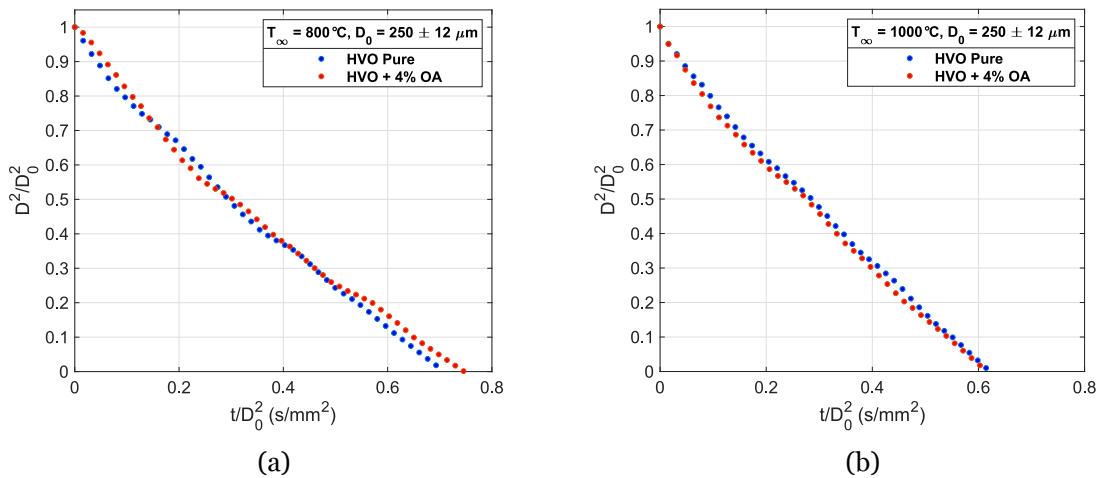 T∞ = 800°C, D₀ = 250 ± 12 μm
HVO Pure
HVO + 4% OA
1
0.9
0.8
0.7
0.6
0.5
0.4
0.3
0.2
0.1
0
D²/D₀²
0
0.2
0.4
0.6
0.8
t/D₀² (s/mm²)
(a)
T∞ = 1000°C, D₀ = 250 ± 12 μm
HVO Pure
HVO + 4% OA
1
0.9
0.8
0.7
0.6
0.5
0.4
0.3
0.2
0.1
0
D²/D₀²
0
0.2
0.4
0.6
0.8
t/D₀² (s/mm²)
(b)